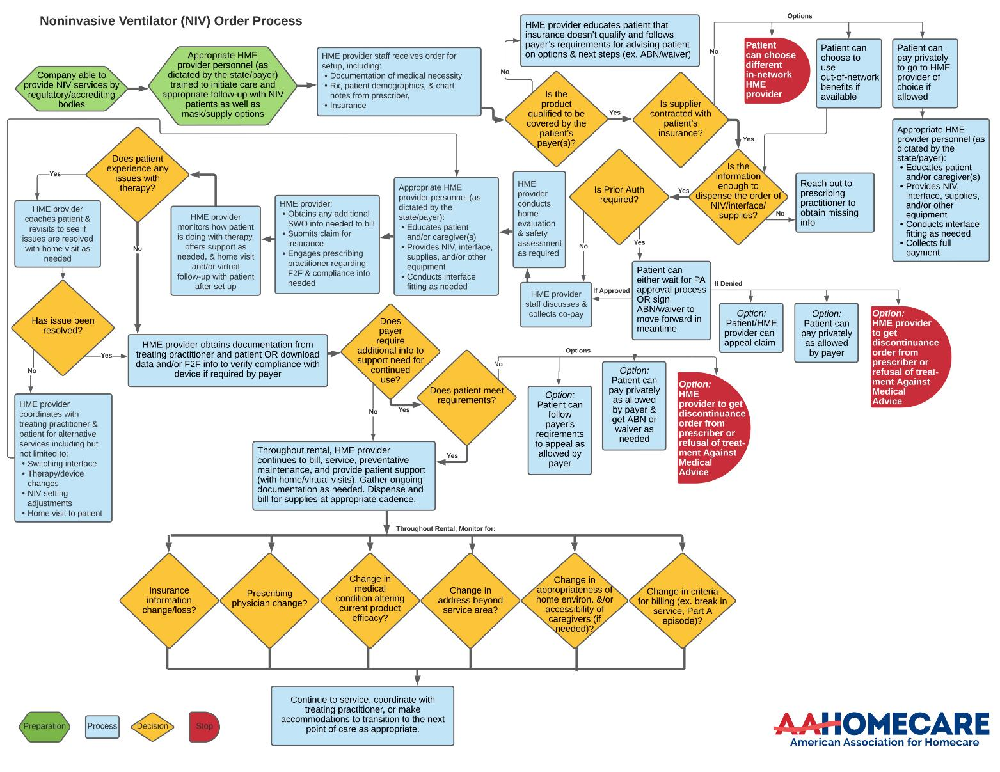 Noninvasive Ventilator (NIV) Order Process
Company able to
provide NIV services by
regulatory/accrediting
bodies
Appropriate HME
provider personnel (as
dictated by the state/payer)
trained to initiate care and
appropriate follow-up with NIV
patients as well as
mask/supply options
HME provider staff receives order for
setup, including:
• Documentation of medical necessity
• Rx, patient demographics, & chart
notes from prescriber,
• Insurance
HME provider educates patient that
insurance doesn't qualify and follows
payer's requirements for advising patient
on options & next steps (ex. ABN/waiver)
No
Is the
product
qualified to be
covered by the
patient's
payer(s)?
Yes
Is supplier
contracted with
patient's
insurance?
No
Options
Patient
can choose
different
in-network
HME
provider
Patient can
choose to
use
out-of-network
benefits if
available
Patient can
pay privately
to go to HME
provider of
choice if
allowed
Appropriate HME
provider personnel (as
dictated by the
state/payer):
• Educates patient
and/or caregiver(s)
• Provides NIV,
interface, supplies,
and/or other
equipment
• Conducts interface
fitting as needed
• Collects full
payment
Yes
Is the
information
enough to
dispense the order of
NIV/interface/
supplies?
No
Reach out to
prescribing
practitioner to
obtain missing
info
Yes
Is Prior Auth
required?
No
Yes
Patient can
either wait for PA
approval process
OR sign
ABN/waiver to
move forward in
meantime
If Approved
If Denied
Option:
Patient/HME
provider can
appeal claim
Option:
Patient can
pay privately
as allowed
by payer
Option:
HME provider
to get
discontinuance
order from
prescriber or
refusal of treat-
ment Against
Medical
Advice
HME provider
staff discusses &
collects co-pay
HME
provider
conducts
home
evaluation
& safety
assessment
as required
Appropriate HME
provider personnel (as
dictated by the
state/payer):
• Educates patient
and/or caregiver(s)
• Provides NIV, interface,
supplies, and/or other
equipment
• Conducts interface
fitting as needed
HME provider:
• Obtains any additional
SWO info needed to bill
• Submits claim for
insurance
• Engages prescribing
practitioner regarding
F2F & compliance info
needed
HME provider
monitors how patient
is doing with therapy,
offers support as
needed, & home visit
and/or virtual
follow-up with patient
after set up
Does patient
experience any
issues with
therapy?
Yes
No
HME provider
coaches patient &
revisits to see if
issues are resolved
with home visit as
needed
Has issue been
resolved?
Yes
No
HME provider
coordinates with
treating practitioner &
patient for alternative
services including but
not limited to:
• Switching interface
• Therapy/device
changes
• NIV setting
adjustments
• Home visit to patient
HME provider obtains documentation from
treating practitioner and patient OR download
data and/or F2F info to verify compliance with
device if required by payer
Does
payer
require
additional info to
support need for
continued
use?
No
Yes
Does patient meet
requirements?
No
Options
Option:
Patient can
follow
payer's
reqirements
to appeal as
allowed by
payer
Option:
Patient can
pay privately
as allowed
by payer &
get ABN or
waiver as
needed
Option:
HME
provider to get
discontinuance
order from
prescriber or
refusal of treat-
ment Against
Medical
Advice
Yes
Throughout rental, HME provider
continues to bill, service, preventative
maintenance, and provide patient support
(with home/virtual visits). Gather ongoing
documentation as needed. Dispense and
bill for supplies at appropriate cadence.
Throughout Rental, Monitor for:
Insurance
information
change/loss?
Prescribing
physician change?
Change in
medical
condition altering
current product
efficacy?
Change in
address beyond
service area?
Change in
appropriateness of
home environ. &/or
accessibility of
caregivers (if
needed)?
Change in criteria
for billing (ex. break in
service, Part A
episode)?
Continue to service, coordinate with
treating practitioner, or make
accommodations to transition to the next
point of care as appropriate.
Preparation
Process
Decision
Stop
AAHOMECARE
American Association for Homecare